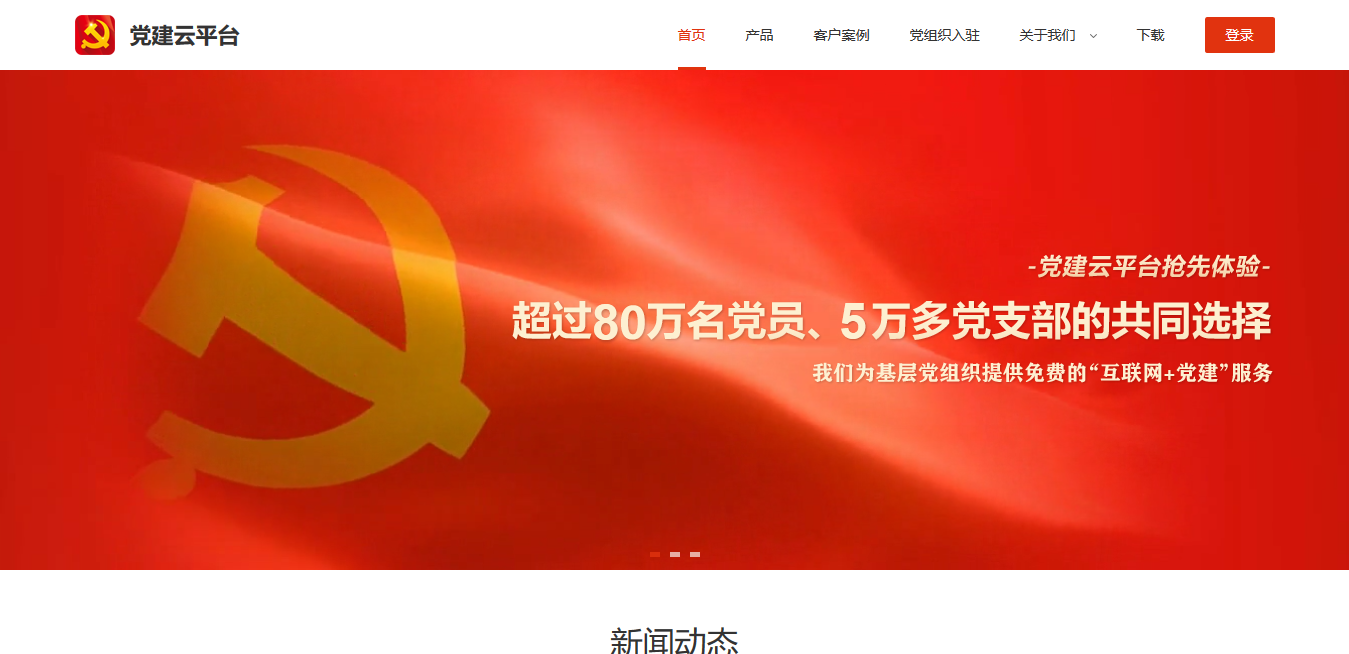 党建云平台
首页 产品 客户案例 党组织入驻 关于我们 下载 登录
-党建云平台抢先体验-
超过80万名党员、5万多党支部的共同选择
我们为基层党组织提供免费的“互联网+党建”服务
新闻动态